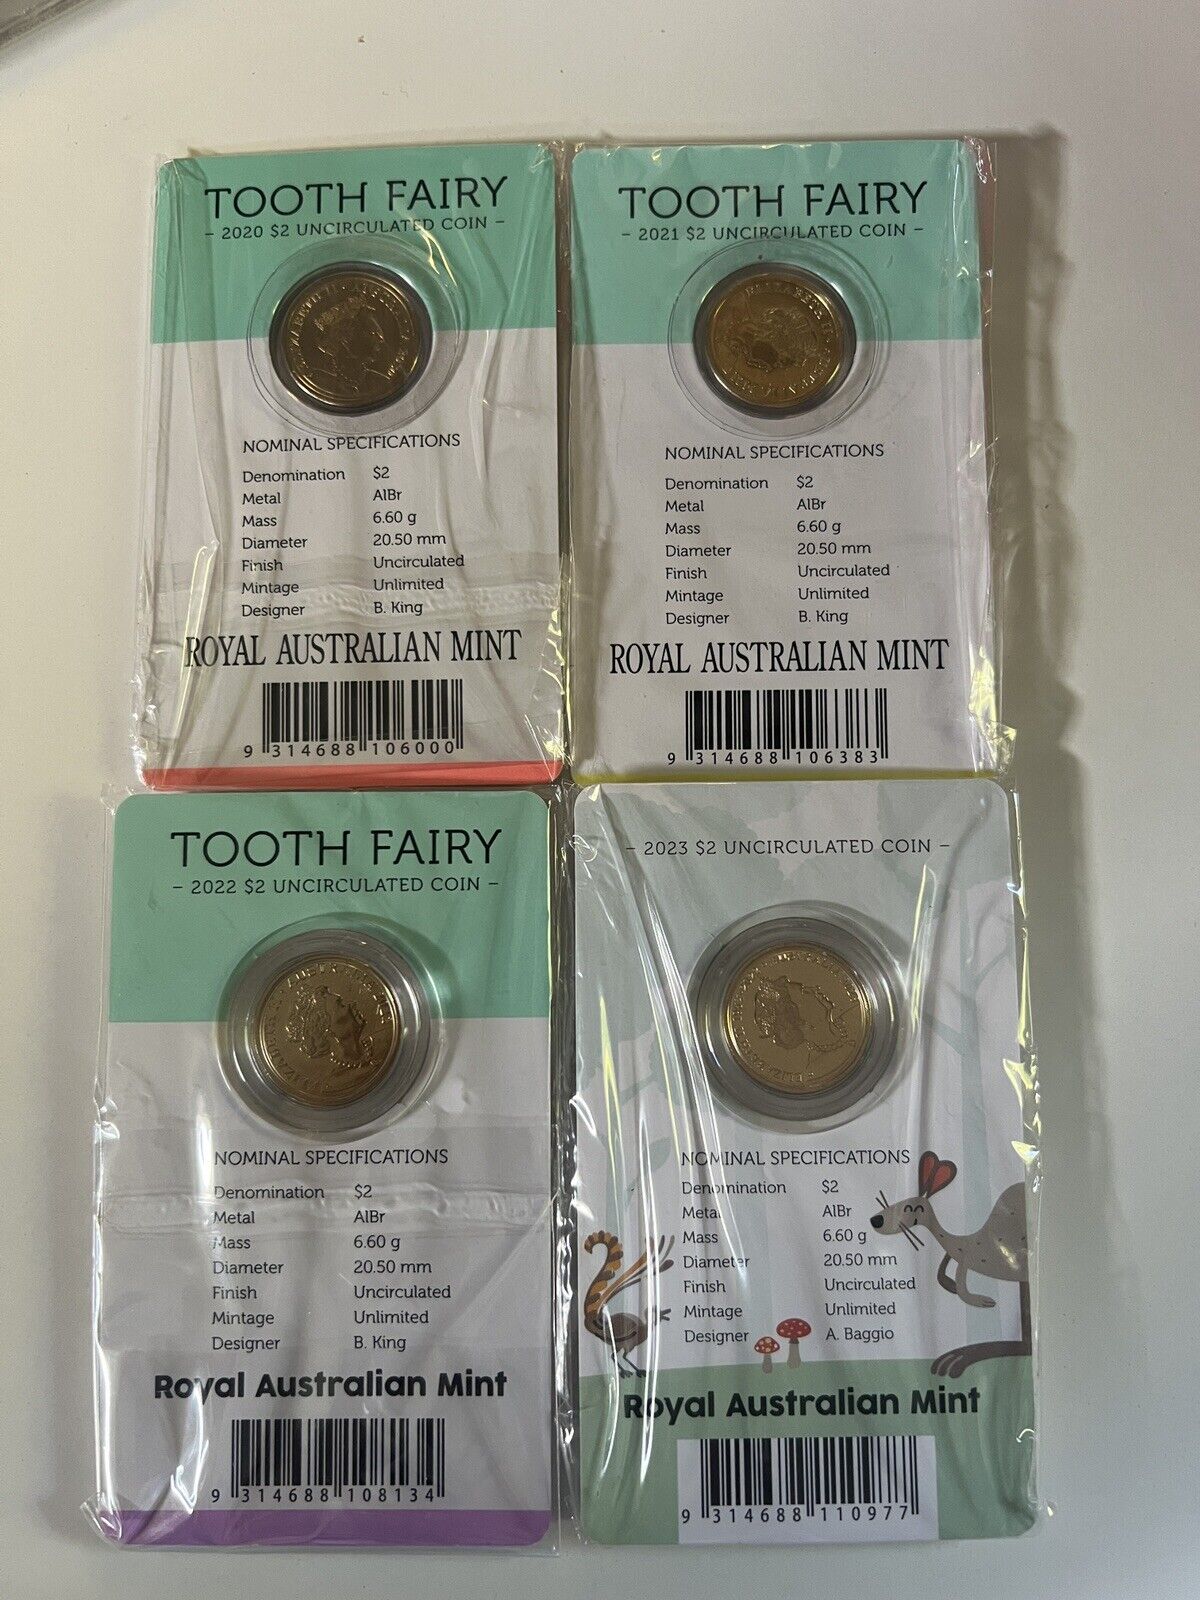 TOOTH FAIRY
– 2020 $2 UNCIRCULATED COIN –
NOMINAL SPECIFICATIONS
Denomination $2
Metal AlBr
Mass 6.60 g
Diameter 20.50 mm
Finish Uncirculated
Mintage Unlimited
Designer B. King
ROYAL AUSTRALIAN MINT
9 314688 106000
TOOTH FAIRY
– 2021 $2 UNCIRCULATED COIN –
ELIZABETH II
NOMINAL SPECIFICATIONS
Denomination $2
Metal AlBr
Mass 6.60 g
Diameter 20.50 mm
Finish Uncirculated
Mintage Unlimited
Designer B. King
ROYAL AUSTRALIAN MINT
9 314688 106383
TOOTH FAIRY
– 2022 $2 UNCIRCULATED COIN –
NOMINAL SPECIFICATIONS
Denomination $2
Metal AlBr
Mass 6.60 g
Diameter 20.50 mm
Finish Uncirculated
Mintage Unlimited
Designer B. King
Royal Australian Mint
9 314688 108134
– 2023 $2 UNCIRCULATED COIN –
NOMINAL SPECIFICATIONS
Denomination $2
Metal AlBr
Mass 6.60 g
Diameter 20.50 mm
Finish Uncirculated
Mintage Unlimited
Designer A. Baggio
Royal Australian Mint
9 314688 110977